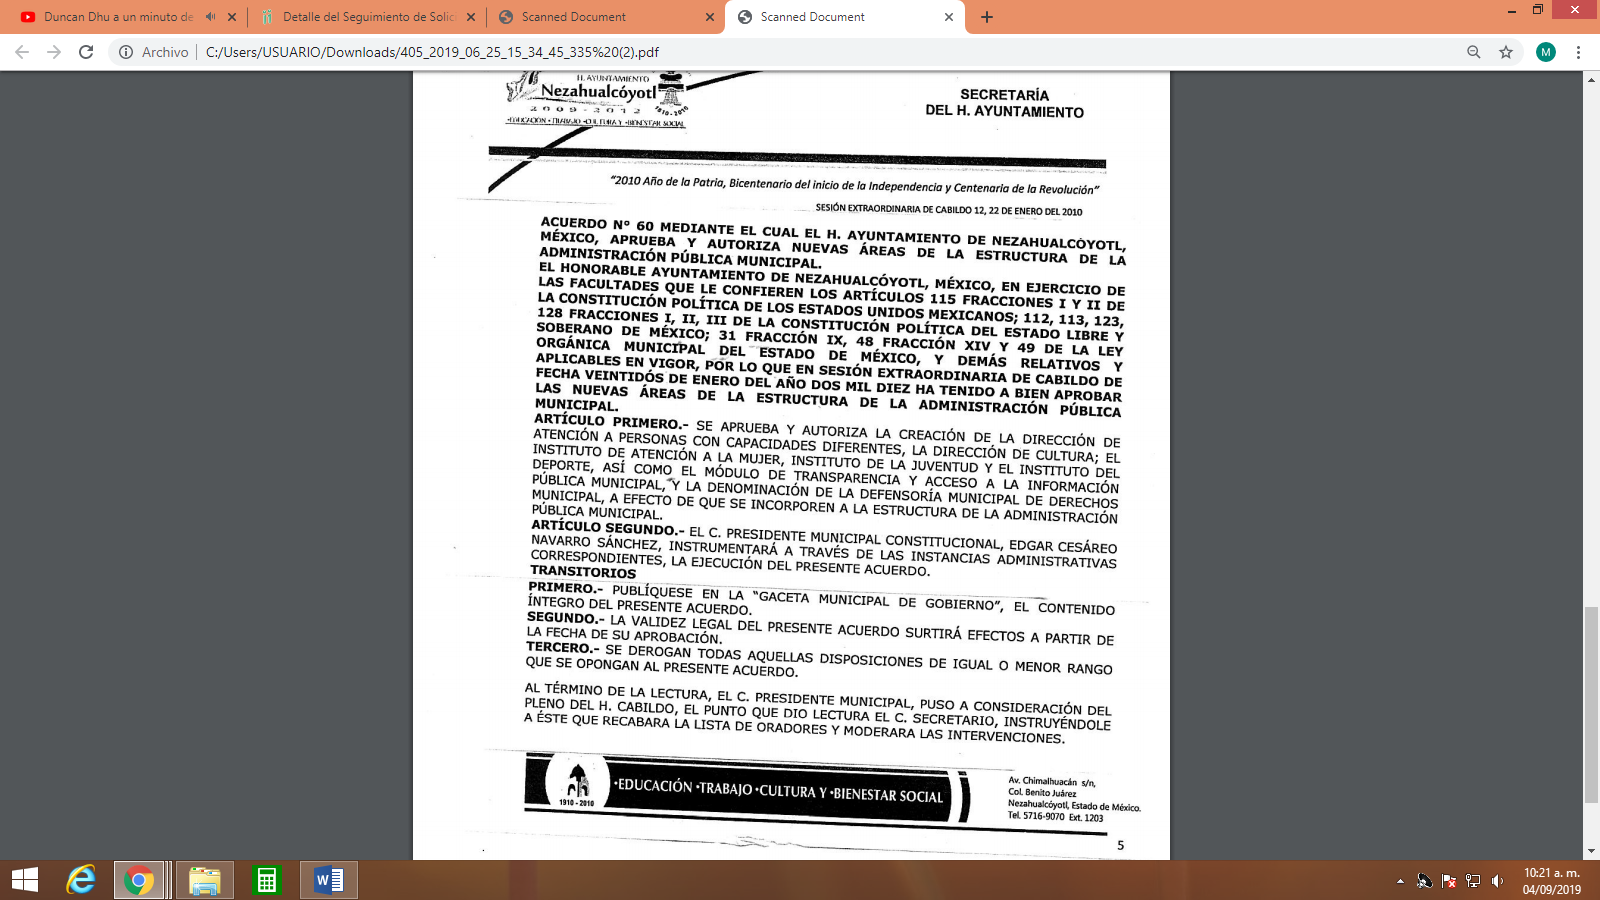 Duncan Dhu a un minuto de
Detalle del Seguimiento de Solic
Scanned Document
Scanned Document
Archivo
C:/Users/USUARIO/Downloads/405_2019_06_25_15_34_45_335%20(2).pdf
M
H. AYUNTAMIENTO
Nezahualcóyotl
2009-2012
1810-2010
•EDUCACIÓN • TRABAJO •CULTURA Y •BIENESTAR SOCIAL
SECRETARÍA
DEL H. AYUNTAMIENTO
"2010 Año de la Patria, Bicentenario del inicio de la Independencia y Centenaria de la Revolución"
SESIÓN EXTRAORDINARIA DE CABILDO 12, 22 DE ENERO DEL 2010
ACUERDO Nº 60 MEDIANTE EL CUAL EL H. AYUNTAMIENTO DE NEZAHUALCÓYOTL,
MÉXICO, APRUEBA Y AUTORIZA NUEVAS ÁREAS DE LA ESTRUCTURA DE LA
ADMINISTRACIÓN PÚBLICA MUNICIPAL.
EL HONORABLE AYUNTAMIENTO DE NEZAHUALCÓYOTL, MÉXICO, EN EJERCICIO DE
LAS FACULTADES QUE LE CONFIEREN LOS ARTÍCULOS 115 FRACCIONES I Y II DE
LA CONSTITUCIÓN POLÍTICA DE LOS ESTADOS UNIDOS MEXICANOS; 112, 113, 123,
128 FRACCIONES I, II, III DE LA CONSTITUCIÓN POLÍTICA DEL ESTADO LIBRE Y
SOBERANO DE MÉXICO; 31 FRACCIÓN IX, 48 FRACCIÓN XIV Y 49 DE LA LEY
ORGÁNICA MUNICIPAL DEL ESTADO DE MÉXICO, Y DEMÁS RELATIVOS Y
APLICABLES EN VIGOR, POR LO QUE EN SESIÓN EXTRAORDINARIA DE CABILDO DE
FECHA VEINTIDÓS DE ENERO DEL AÑO DOS MIL DIEZ HA TENIDO A BIEN APROBAR
LAS NUEVAS ÁREAS DE LA ESTRUCTURA DE LA ADMINISTRACIÓN PÚBLICA
MUNICIPAL.
ARTÍCULO PRIMERO.- SE APRUEBA Y AUTORIZA LA CREACIÓN DE LA DIRECCIÓN DE
ATENCIÓN A PERSONAS CON CAPACIDADES DIFERENTES, LA DIRECCIÓN DE CULTURA; EL
INSTITUTO DE ATENCIÓN A LA MUJER, INSTITUTO DE LA JUVENTUD Y EL INSTITUTO DEL
DEPORTE, ASÍ COMO EL MÓDULO DE TRANSPARENCIA Y ACCESO A LA INFORMACIÓN
PÚBLICA MUNICIPAL, Y LA DENOMINACIÓN DE LA DEFENSORÍA MUNICIPAL DE DERECHOS
MUNICIPAL, A EFECTO DE QUE SE INCORPOREN A LA ESTRUCTURA DE LA ADMINISTRACIÓN
PÚBLICA MUNICIPAL.
ARTÍCULO SEGUNDO.- EL C. PRESIDENTE MUNICIPAL CONSTITUCIONAL, EDGAR CESÁREO
NAVARRO SÁNCHEZ, INSTRUMENTARÁ A TRAVÉS DE LAS INSTANCIAS ADMINISTRATIVAS
CORRESPONDIENTES, LA EJECUCIÓN DEL PRESENTE ACUERDO.
TRANSITORIOS
PRIMERO.- PUBLÍQUESE EN LA "GACETA MUNICIPAL DE GOBIERNO", EL CONTENIDO
ÍNTEGRO DEL PRESENTE ACUERDO.
SEGUNDO.- LA VALIDEZ LEGAL DEL PRESENTE ACUERDO SURTIRÁ EFECTOS A PARTIR DE
LA FECHA DE SU APROBACIÓN.
TERCERO.- SE DEROGAN TODAS AQUELLAS DISPOSICIONES DE IGUAL O MENOR RANGO
QUE SE OPONGAN AL PRESENTE ACUERDO.
AL TÉRMINO DE LA LECTURA, EL C. PRESIDENTE MUNICIPAL, PUSO A CONSIDERACIÓN DEL
PLENO DEL H. CABILDO, EL PUNTO QUE DIO LECTURA EL C. SECRETARIO, INSTRUYÉNDOLE
A ÉSTE QUE RECABARA LA LISTA DE ORADORES Y MODERARA LAS INTERVENCIONES.
1910 - 2010
•EDUCACIÓN •TRABAJO •CULTURA Y •BIENESTAR SOCIAL
Av. Chimalhuacán s/n,
Col. Benito Juárez
Nezahualcóyotl, Estado de México.
Tel. 5716-9070 Ext. 1203
5
10:21 a. m.
04/09/2019